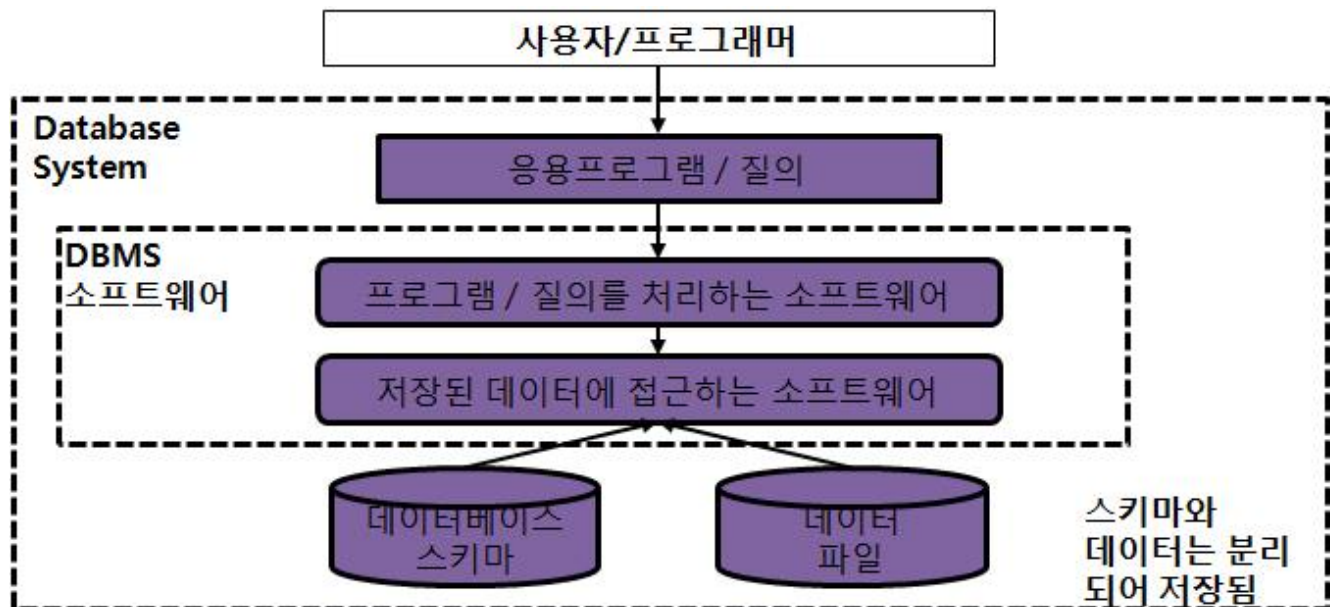 사용자/프로그래머
Database
System
응용프로그램 / 질의
DBMS
소프트웨어
프로그램 / 질의를 처리하는 소프트웨어
저장된 데이터에 접근하는 소프트웨어
데이터베이스
스키마
데이터
파일
스키마와
데이터는 분리
되어 저장됨